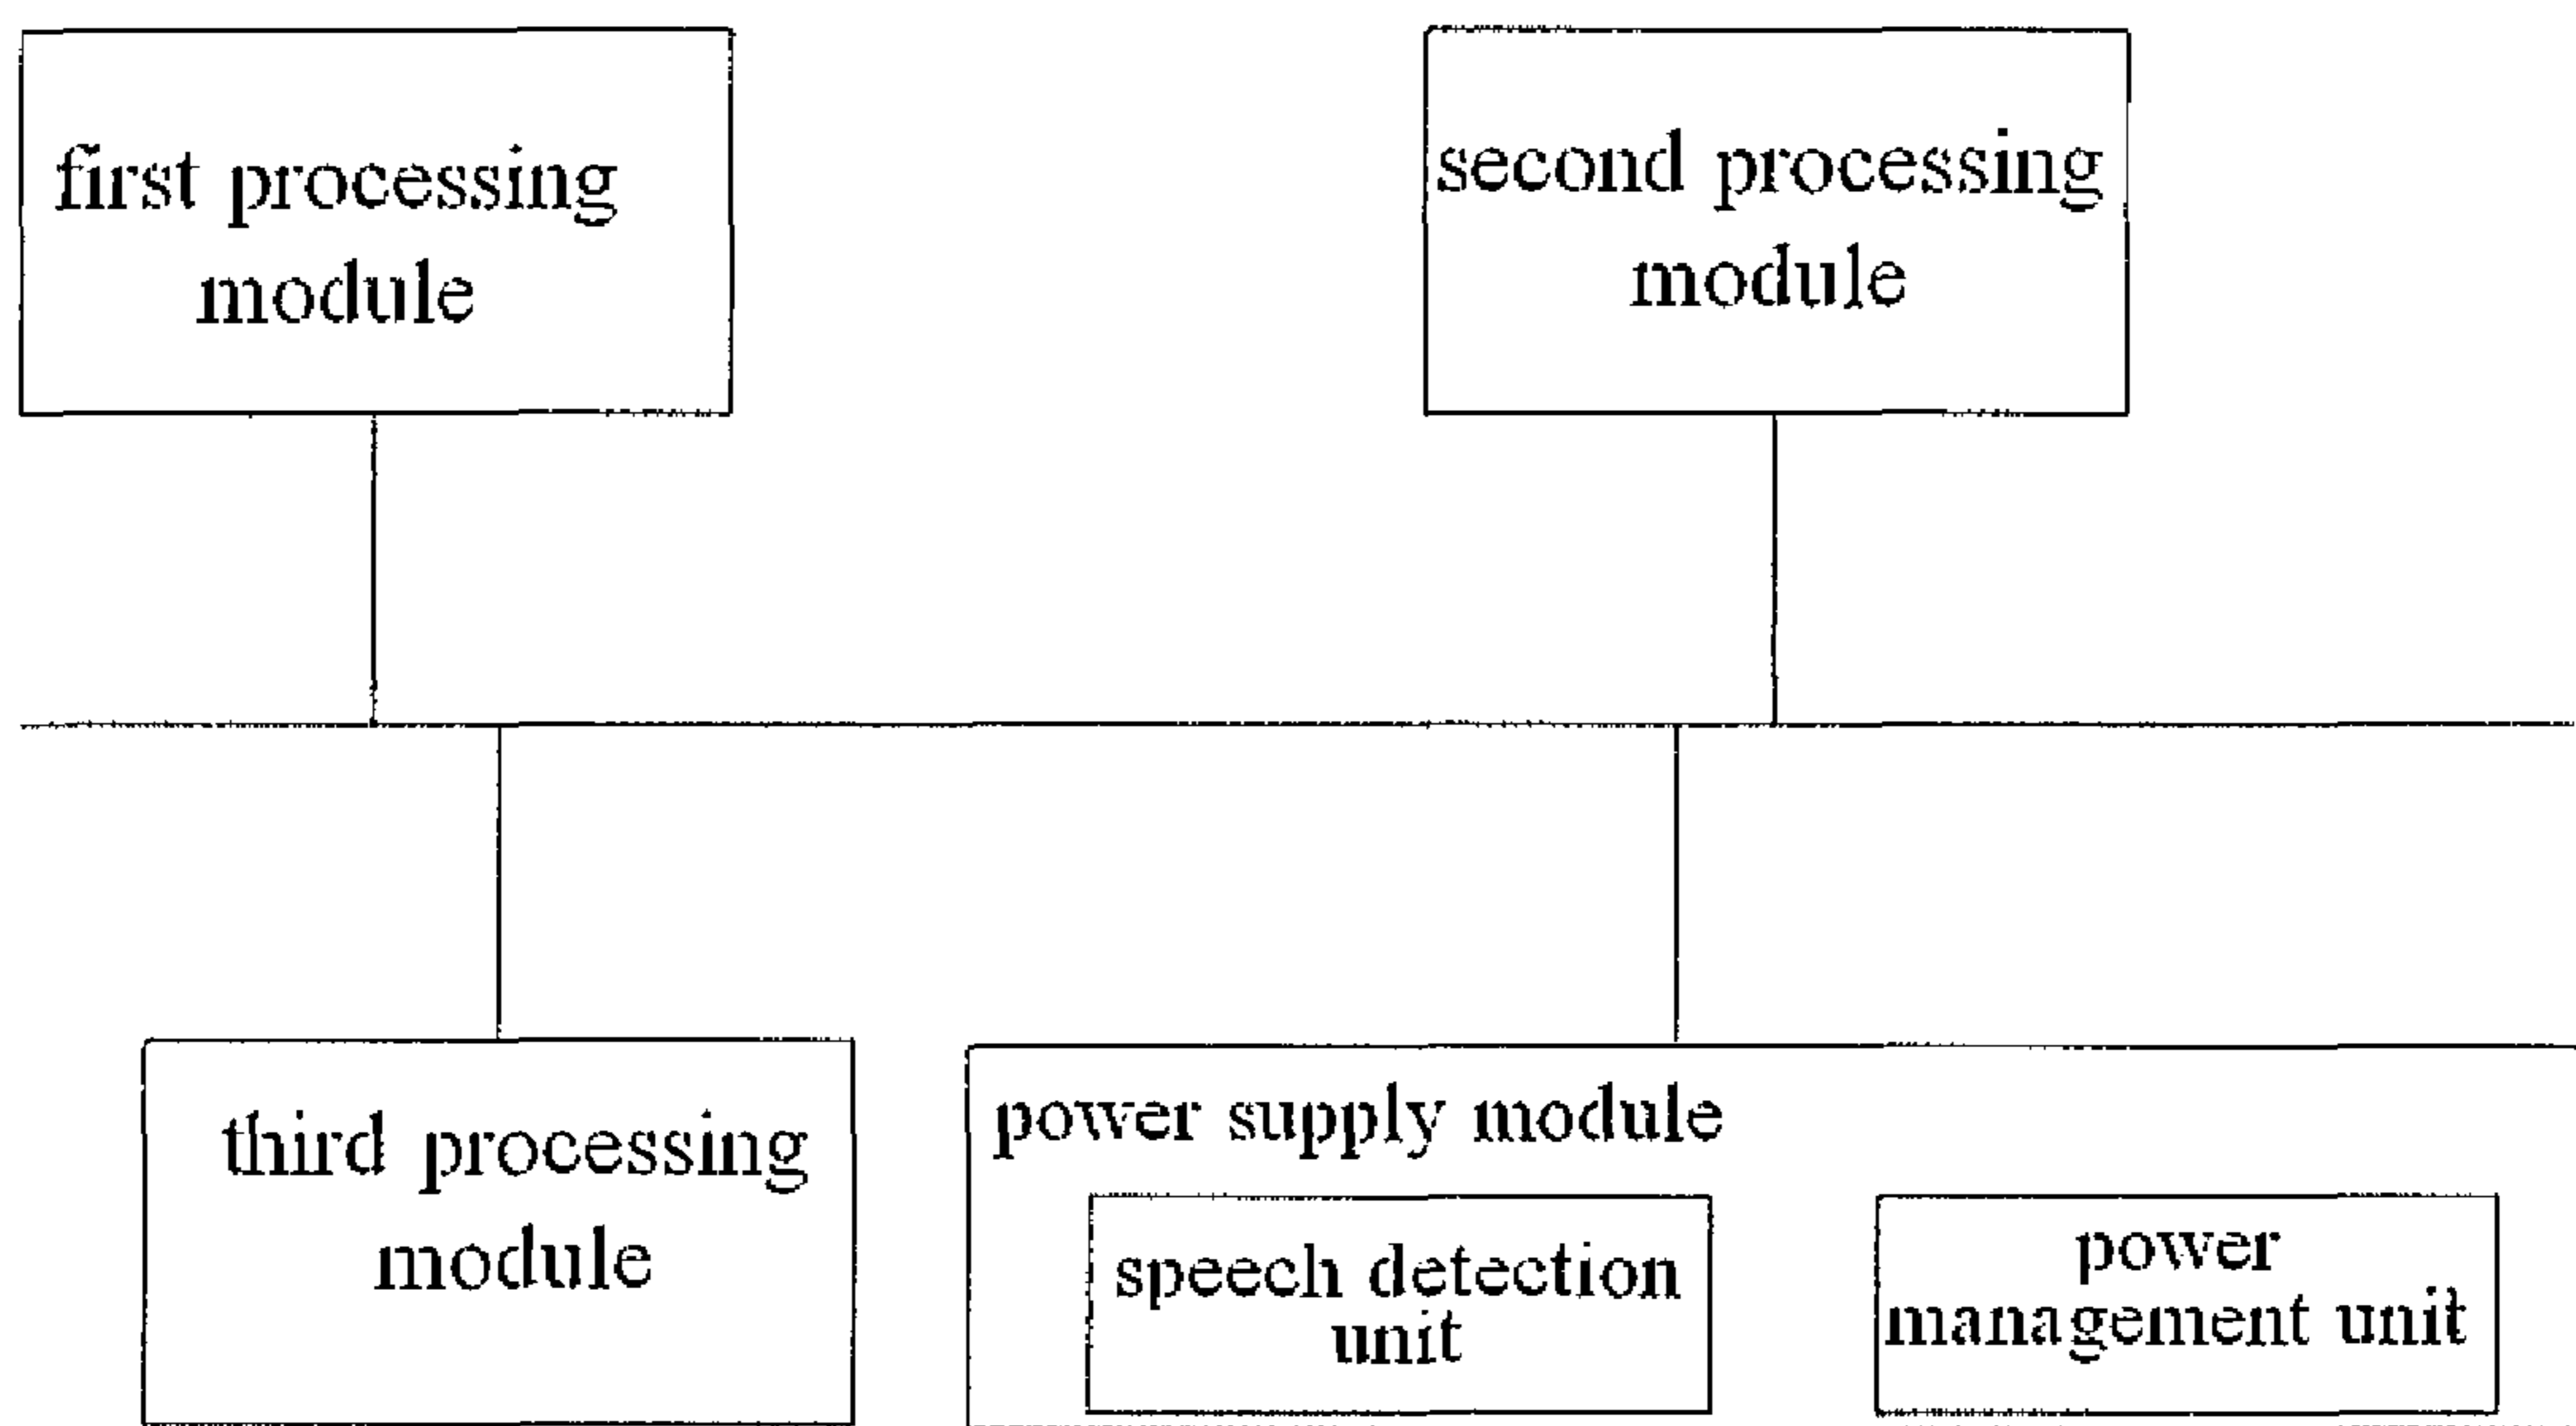 first processing
module
second processing
module
third processing
module
power supply module
speech detection
unit
power
management unit